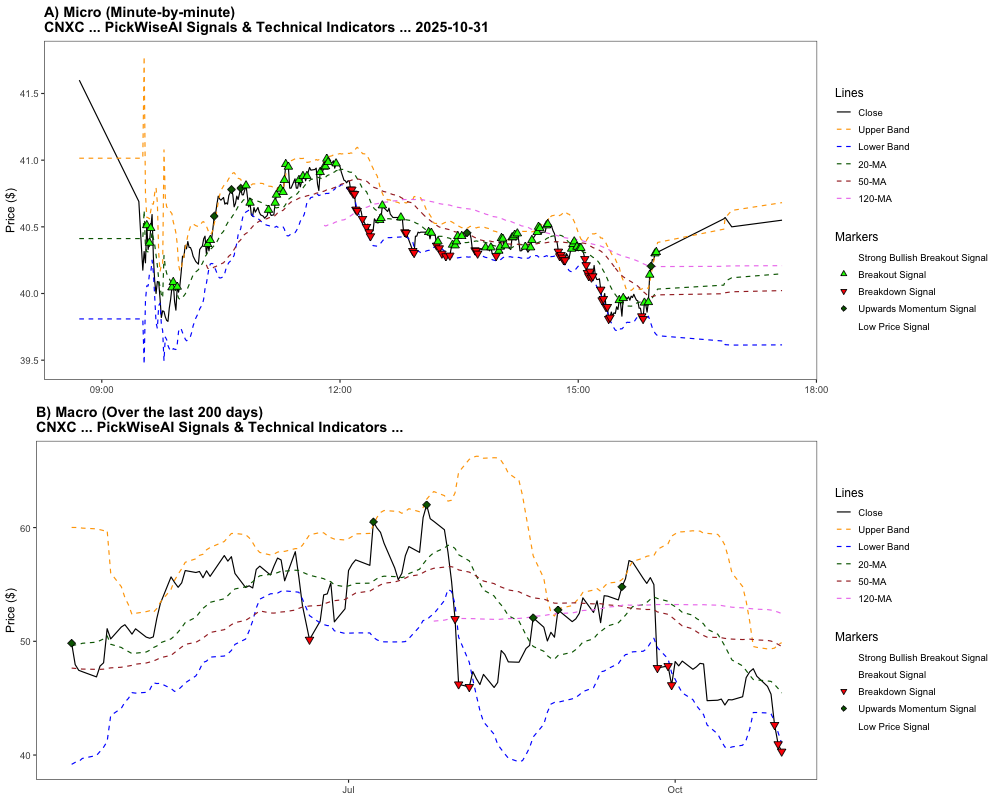 A) Micro (Minute-by-minute)
CNXC ... PickWiseAI Signals & Technical Indicators ... 2025-10-31
Price ($)
41.5
41.0
40.5
40.0
39.5
09:00
12:00
15:00
18:00
Lines
Close
Upper Band
Lower Band
20-MA
50-MA
120-MA
Markers
Strong Bullish Breakout Signal
Breakout Signal
Breakdown Signal
Upwards Momentum Signal
Low Price Signal
B) Macro (Over the last 200 days)
CNXC ... PickWiseAI Signals & Technical Indicators ...
Price ($)
60
50
40
Jul
Oct
Lines
Close
Upper Band
Lower Band
20-MA
50-MA
120-MA
Markers
Strong Bullish Breakout Signal
Breakout Signal
Breakdown Signal
Upwards Momentum Signal
Low Price Signal